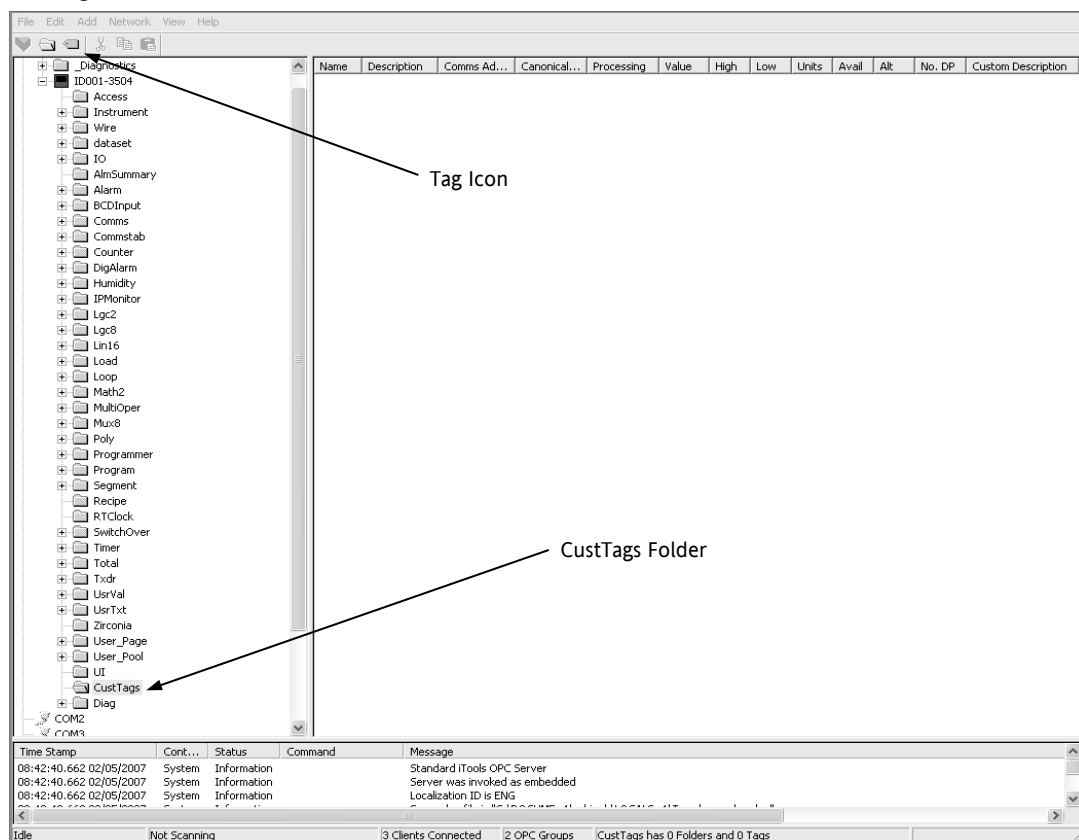 File Edit Add Network View Help
_Diagnostics
ID001-3504
Access
Instrument
Wire
dataset
IO
AlmSummary
Alarm
BCDInput
Comms
Commstab
Counter
DigAlarm
Humidity
IPMonitor
Lgc2
Lgc8
Lin16
Load
Loop
Math2
MultiOper
Mux8
Poly
Programmer
Program
Segment
Recipe
RTClock
SwitchOver
Timer
Total
Txdr
UsrVal
UsrTxt
Zirconia
User_Page
User_Pool
UI
CustTags
Diag
COM2
COM3
Name Description Comms Ad... Canonical... Processing Value High Low Units Avail Alt No. DP Custom Description
Tag Icon
CustTags Folder
Time Stamp Cont... Status Command Message
08:42:40.662 02/05/2007 System Information Standard iTools OPC Server
08:42:40.662 02/05/2007 System Information Server was invoked as embedded
08:42:40.662 02/05/2007 System Information Localization ID is ENG
Idle Not Scanning 3 Clients Connected 2 OPC Groups CustTags has 0 Folders and 0 Tags